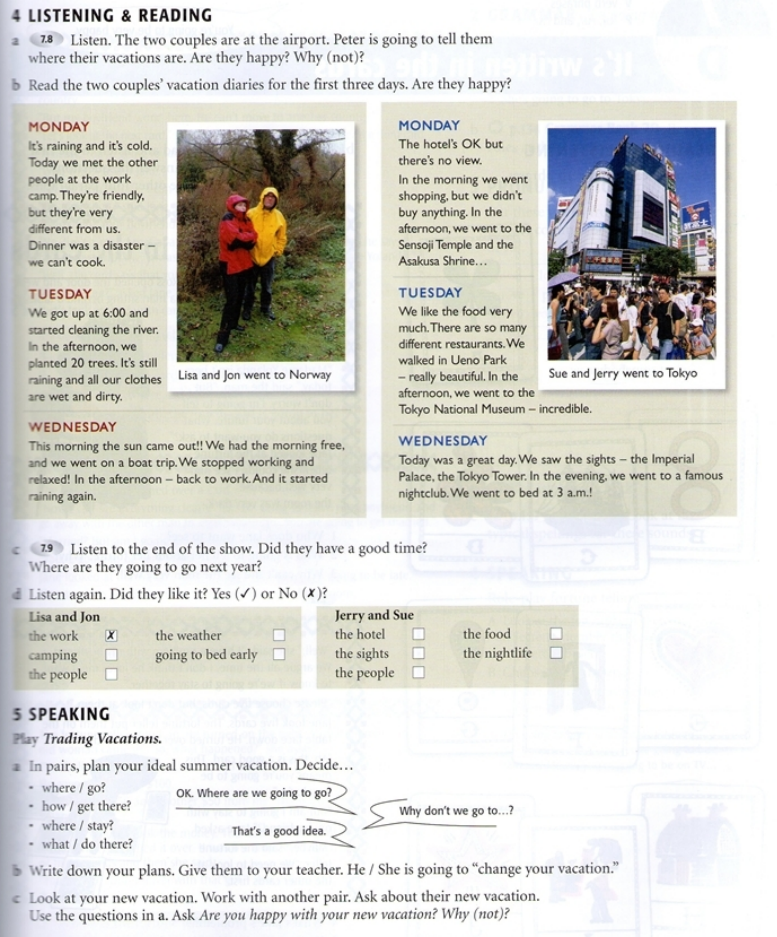 4 LISTENING & READING
a 7.8 Listen. The two couples are at the airport. Peter is going to tell them
where their vacations are. Are they happy? Why (not)?
b Read the two couples' vacation diaries for the first three days. Are they happy?
MONDAY
It's raining and it's cold.
Today we met the other
people at the work
camp. They're friendly,
but they're very
different from us.
Dinner was a disaster –
we can't cook.
TUESDAY
We got up at 6:00 and
started cleaning the river.
In the afternoon, we
planted 20 trees. It's still
raining and all our clothes
are wet and dirty.
Lisa and Jon went to Norway
WEDNESDAY
This morning the sun came out!! We had the morning free,
and we went on a boat trip. We stopped working and
relaxed! In the afternoon – back to work. And it started
raining again.
MONDAY
The hotel's OK but
there's no view.
In the morning we went
shopping, but we didn't
buy anything. In the
afternoon, we went to the
Sensoji Temple and the
Asakusa Shrine…
TUESDAY
We like the food very
much. There are so many
different restaurants. We
walked in Ueno Park
– really beautiful. In the
afternoon, we went to the
Tokyo National Museum – incredible.
Sue and Jerry went to Tokyo
WEDNESDAY
Today was a great day. We saw the sights – the Imperial
Palace, the Tokyo Tower. In the evening, we went to a famous
nightclub. We went to bed at 3 a.m.!
c 7.9 Listen to the end of the show. Did they have a good time?
Where are they going to go next year?
d Listen again. Did they like it? Yes (✓) or No (✗)?
Lisa and Jon
the work ✗ the weather
camping going to bed early
the people
Jerry and Sue
the hotel the food
the sights the nightlife
the people
5 SPEAKING
Play Trading Vacations.
a In pairs, plan your ideal summer vacation. Decide…
• where / go?
• how / get there?
• where / stay?
• what / do there?
OK. Where are we going to go?
Why don't we go to…?
That's a good idea.
b Write down your plans. Give them to your teacher. He / She is going to "change your vacation."
c Look at your new vacation. Work with another pair. Ask about their new vacation.
Use the questions in a. Ask Are you happy with your new vacation? Why (not)?